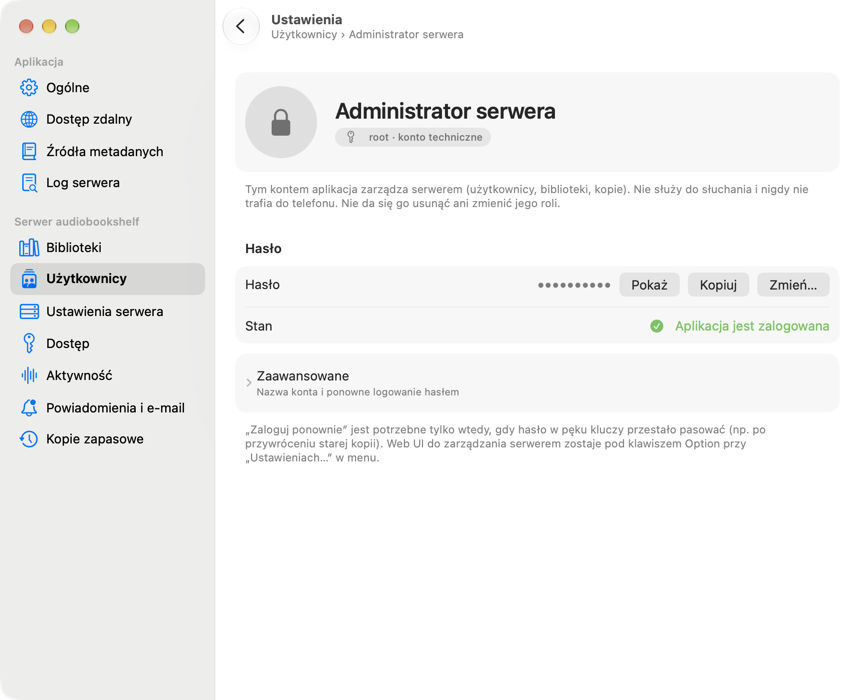 Aplikacja
Ogólne
Dostęp zdalny
Źródła metadanych
Log serwera
Serwer audiobookshelf
Biblioteki
Użytkownicy
Ustawienia serwera
Dostęp
Aktywność
Powiadomienia i e-mail
Kopie zapasowe
Ustawienia
Użytkownicy › Administrator serwera
Administrator serwera
root · konto techniczne
Tym kontem aplikacja zarządza serwerem (użytkownicy, biblioteki, kopie). Nie służy do słuchania i nigdy nie
trafia do telefonu. Nie da się go usunąć ani zmienić jego roli.
Hasło
Hasło ●●●●●●●●●● Pokaż Kopiuj Zmień...
Stan Aplikacja jest zalogowana
Zaawansowane
Nazwa konta i ponowne logowanie hasłem
„Zaloguj ponownie” jest potrzebne tylko wtedy, gdy hasło w pęku kluczy przestało pasować (np. po
przywróceniu starej kopii). Web UI do zarządzania serwerem zostaje pod klawiszem Option przy
„Ustawieniach...” w menu.